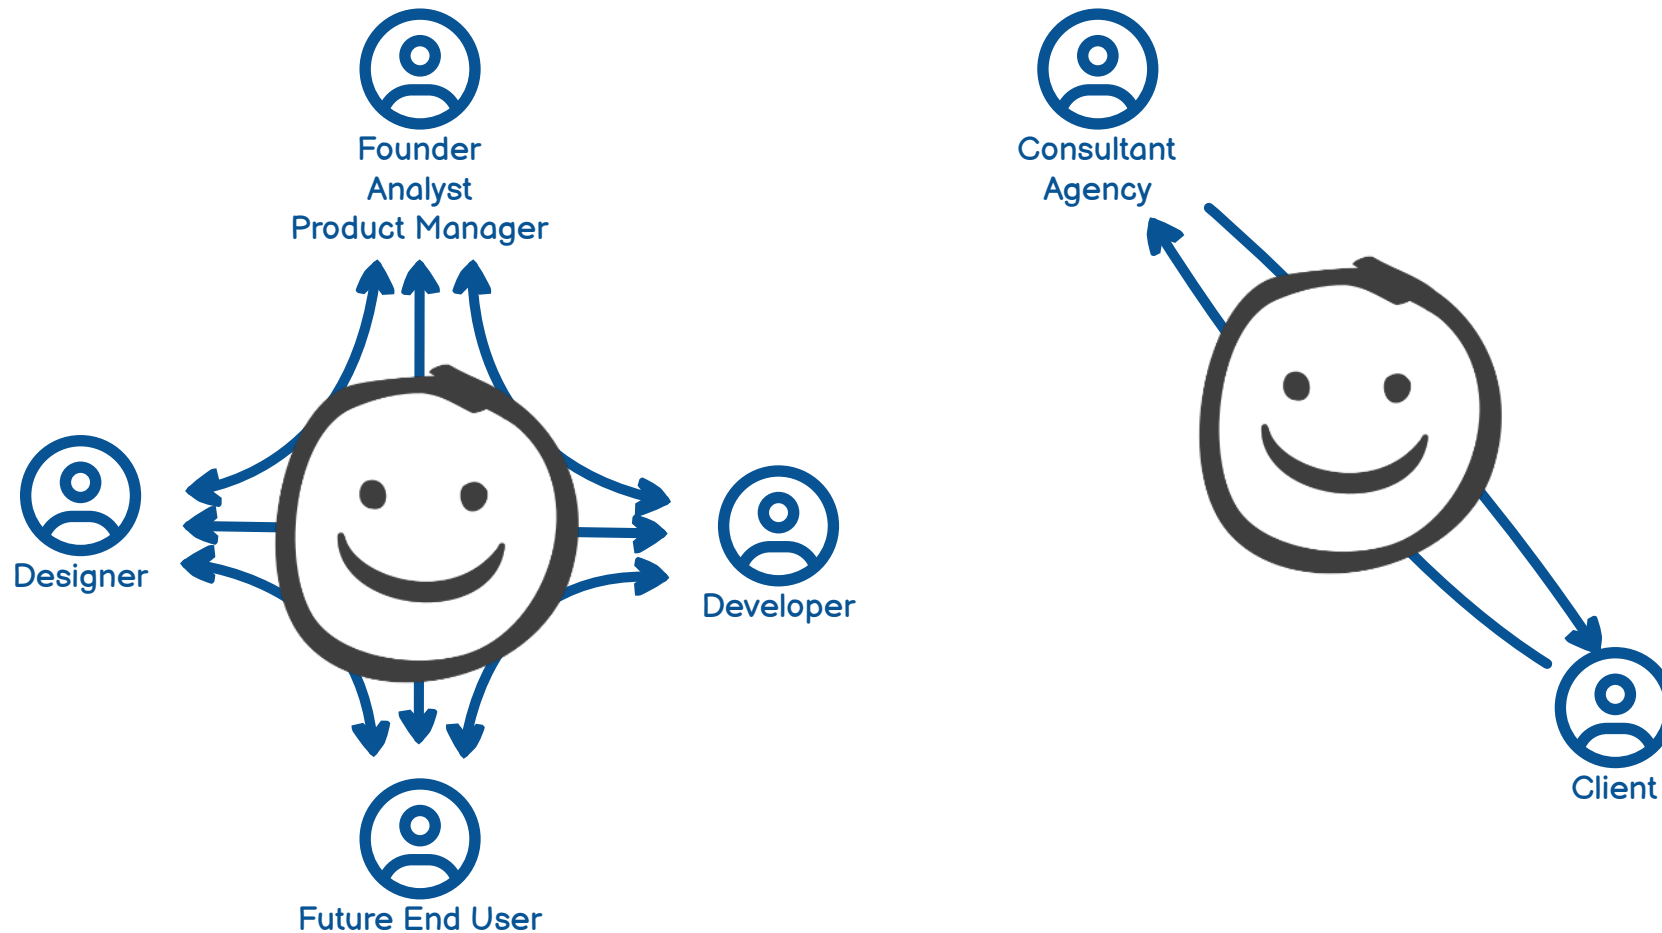 Founder
Analyst
Product Manager
Designer
Developer
Future End User
Consultant
Agency
Client